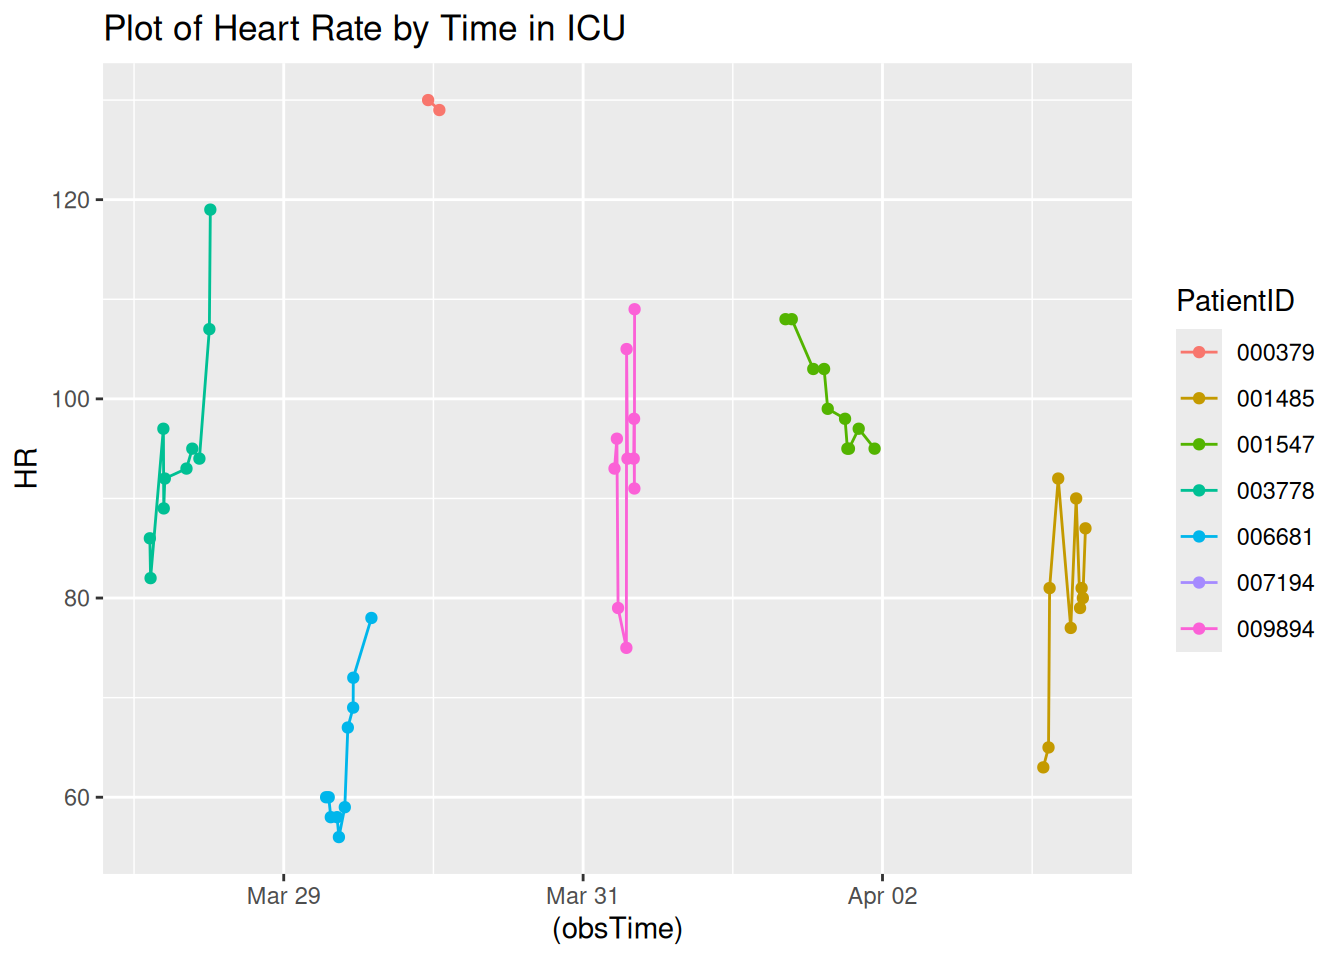 Plot of Heart Rate by Time in ICU
120
100
80
60
HR
Mar 29
Mar 31
Apr 02
(obsTime)
PatientID
000379
001485
001547
003778
006681
007194
009894